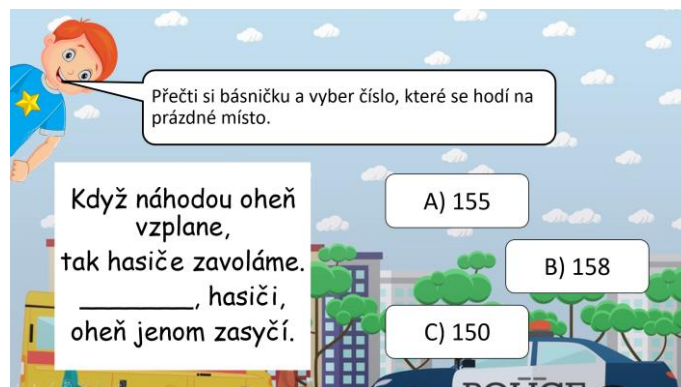 Přečti si básničku a vyber číslo, které se hodí na
prázdné místo.
Když náhodou oheň
vzplane,
tak hasiče zavoláme.
________, hasiči,
oheň jenom zasyčí.
A) 155
B) 158
C) 150
POLICE